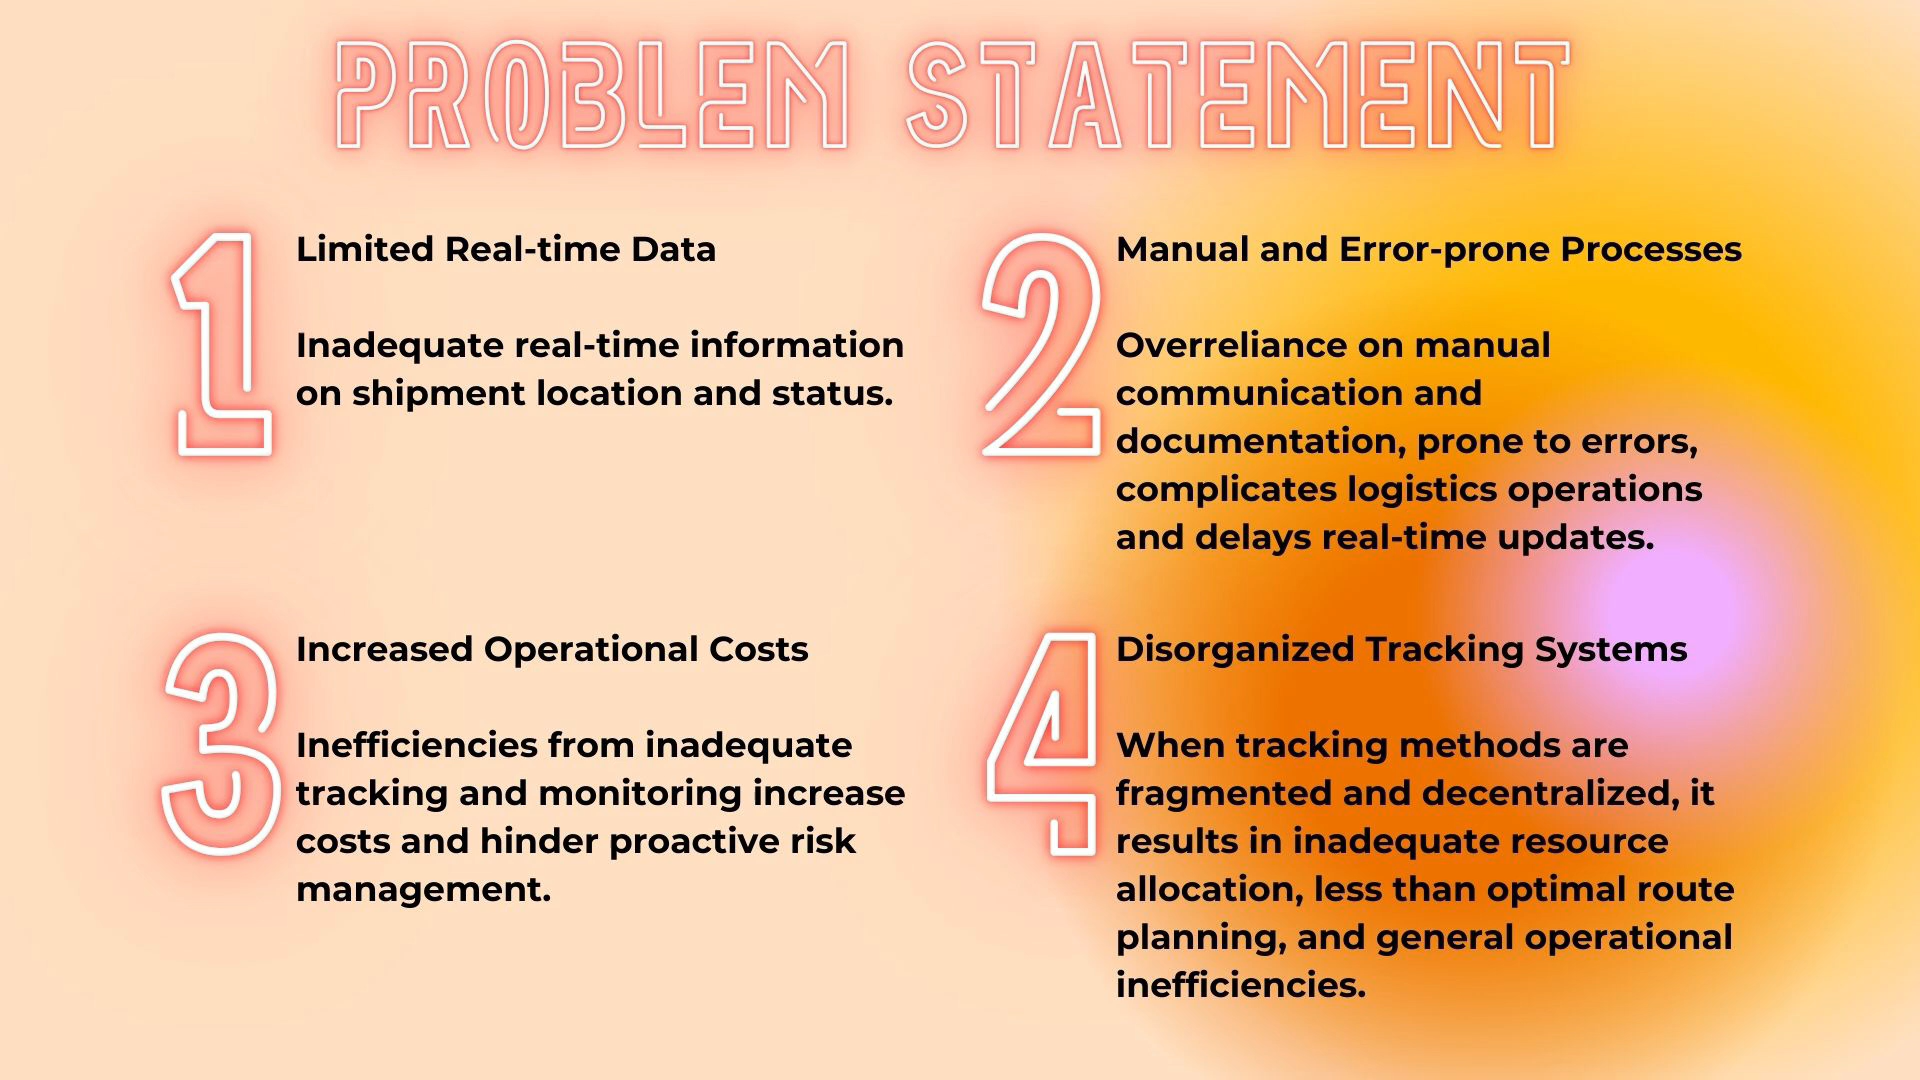 PROBLEM STATEMENT
1
Limited Real-time Data
Inadequate real-time information
on shipment location and status.
2
Manual and Error-prone Processes
Overreliance on manual
communication and
documentation, prone to errors,
complicates logistics operations
and delays real-time updates.
3
Increased Operational Costs
Inefficiencies from inadequate
tracking and monitoring increase
costs and hinder proactive risk
management.
4
Disorganized Tracking Systems
When tracking methods are
fragmented and decentralized, it
results in inadequate resource
allocation, less than optimal route
planning, and general operational
inefficiencies.